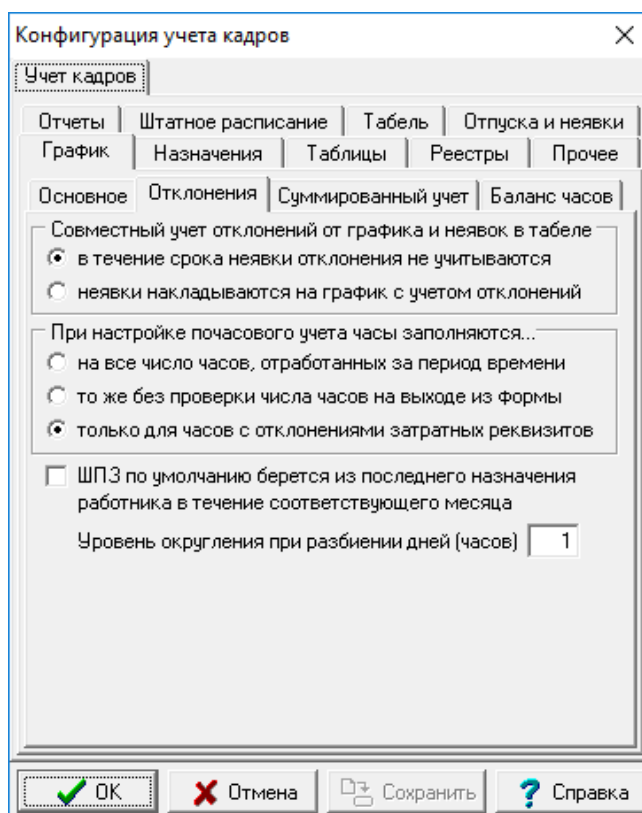 Конфигурация учета кадров
Учет кадров
Отчеты Штатное расписание Табель Отпуска и неявки
График Назначения Таблицы Реестры Прочее
Основное Отклонения Суммированный учет Баланс часов
Совместный учет отклонений от графика и неявок в табеле
в течение срока неявки отклонения не учитываются
неявки накладываются на график с учетом отклонений
При настройке почасового учета часы заполняются...
на все число часов, отработанных за период времени
то же без проверки числа часов на выходе из формы
только для часов с отклонениями затратных реквизитов
ШПЗ по умолчанию берется из последнего назначения
работника в течение соответствующего месяца
Уровень округления при разбиении дней (часов) 1
OK Отмена Сохранить Справка